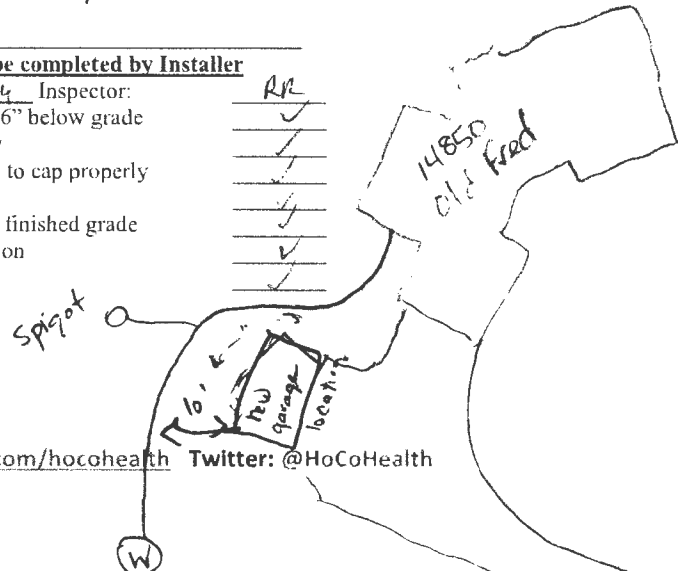 be completed by Installer
4 Inspector: RR
6" below grade
to cap properly
finished grade
on
14850
Old Fred
spigot
10'
new
garage
location
com/hocohealth Twitter: @HoCoHealth
W